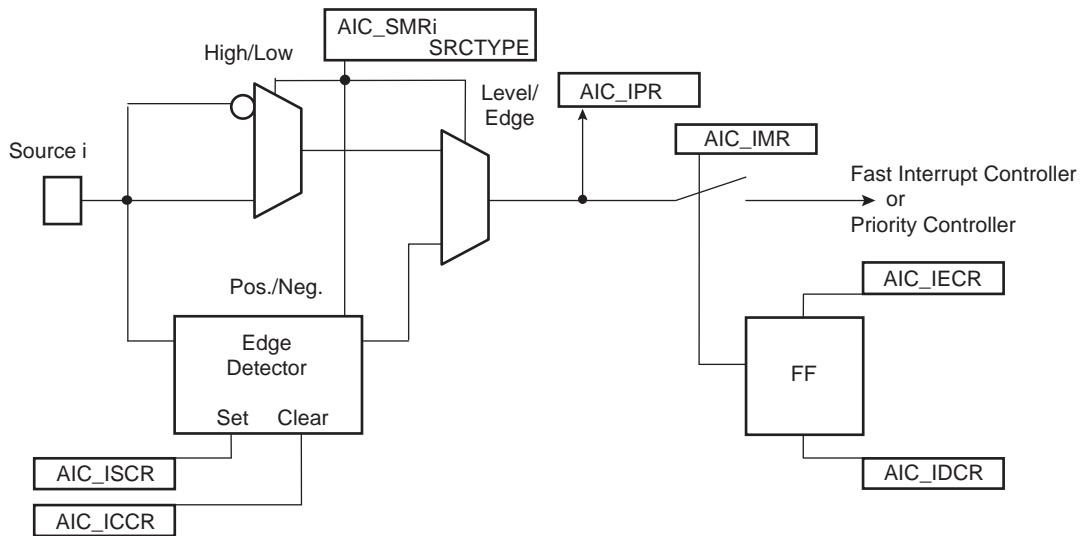 AIC_SMRi
SRCTYPE
High/Low
Level/
Edge
AIC_IPR
AIC_IMR
Source i
Fast Interrupt Controller
or
Priority Controller
Pos./Neg.
AIC_IECR
Edge
Detector
FF
Set Clear
AIC_ISCR
AIC_IDCR
AIC_ICCR